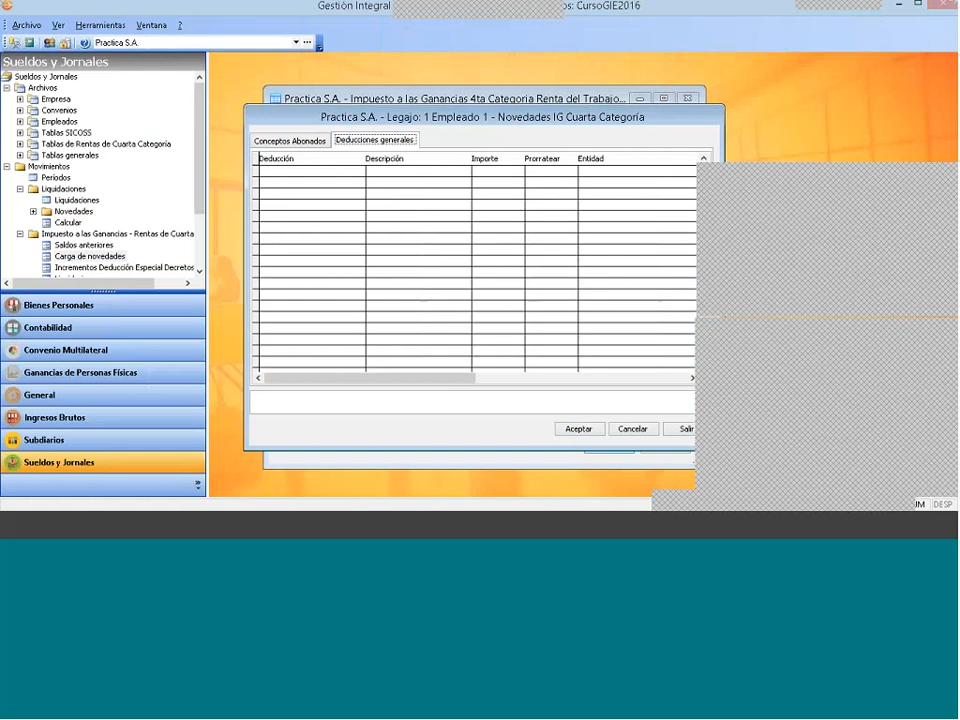 Gestión Integral
os: CursoGIE2016
Archivo Ver Herramientas Ventana ?
Practica S.A.
Sueldos y Jornales
Sueldos y Jornales
Archivos
Empresa
Convenios
Empleados
Tablas SICOSS
Tablas de Rentas de Cuarta Categoría
Tablas generales
Movimientos
Períodos
Liquidaciones
Liquidaciones
Novedades
Calcular
Impuesto a las Ganancias - Rentas de Cuarta
Saldos anteriores
Carga de novedades
Incrementos Deducción Especial Decretos
Bienes Personales
Contabilidad
Convenio Multilateral
Ganancias de Personas Físicas
General
Ingresos Brutos
Subdiarios
Sueldos y Jornales
Practica S.A. - Impuesto a las Ganancias 4ta Categoria Renta del Trabajo...
Practica S.A. - Legajo: 1 Empleado 1 - Novedades IG Cuarta Categoría
Conceptos Abonados Deducciones generales
Deducción Descripción Importe Prorratear Entidad
Aceptar Cancelar Salir
UM DESP